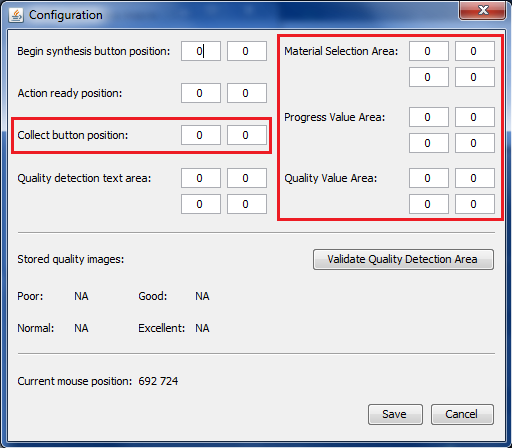 Configuration
Begin synthesis button position: 0 0
Material Selection Area: 0 0
0 0
Action ready position: 0 0
Progress Value Area: 0 0
0 0
Collect button position: 0 0
Quality detection text area: 0 0
0 0
Quality Value Area: 0 0
0 0
Stored quality images:
Validate Quality Detection Area
Poor: NA Good: NA
Normal: NA Excellent: NA
Current mouse position: 692 724
Save Cancel